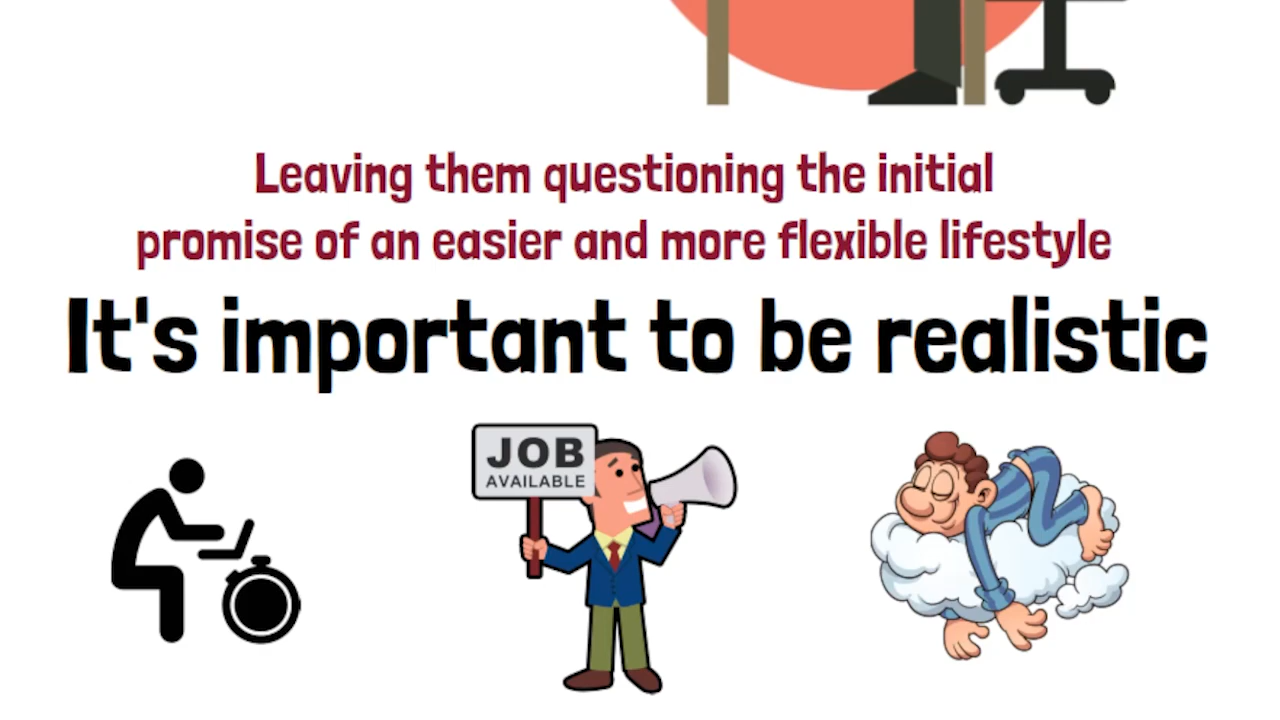 Leaving them questioning the initial
promise of an easier and more flexible lifestyle
It's important to be realistic
JOB
AVAILABLE